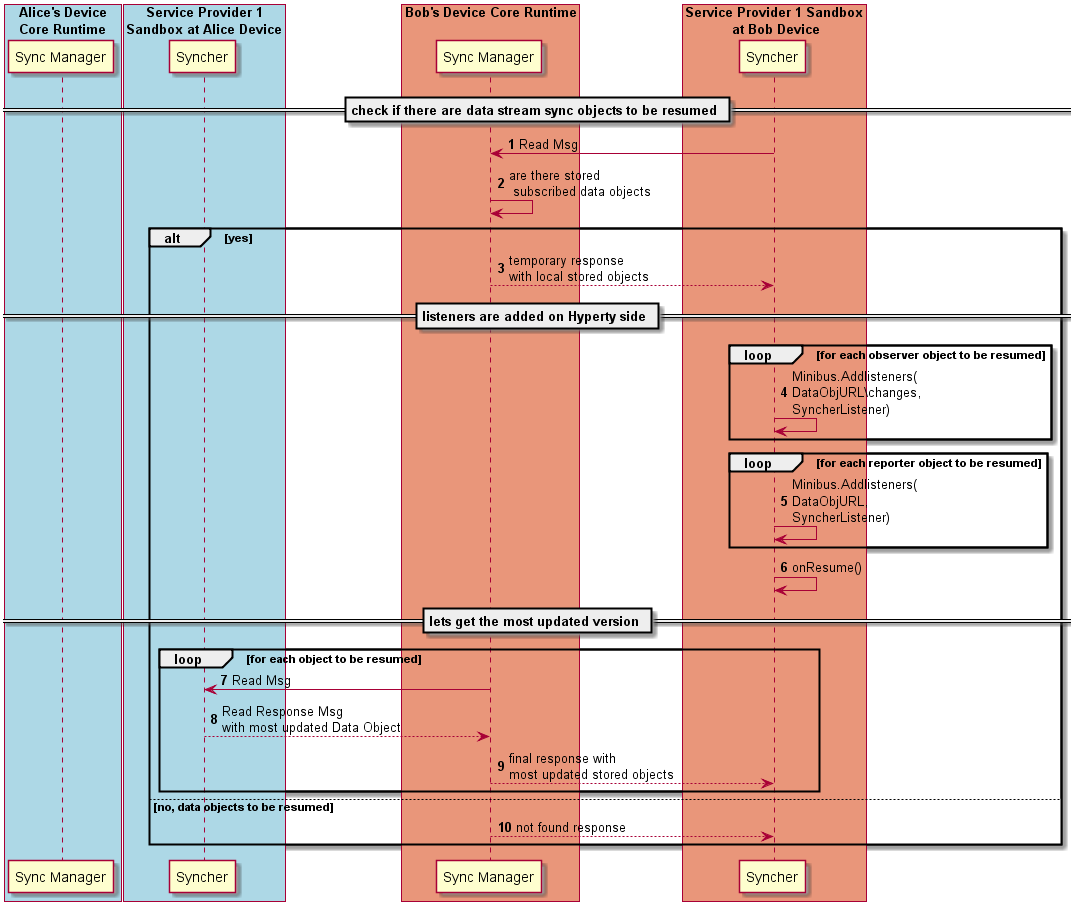 Alice's Device
Core Runtime
Service Provider 1
Sandbox at Alice Device
Bob's Device Core Runtime
Service Provider 1 Sandbox
at Bob Device
Sync Manager
Syncher
Sync Manager
Syncher
check if there are data stream sync objects to be resumed
1 Read Msg
2 are there stored
subscribed data objects
alt [yes]
3 temporary response
with local stored objects
listeners are added on Hyperty side
loop [for each observer object to be resumed]
Minibus.Addlisteners(
4 DataObjURL\changes,
SyncherListener)
loop [for each reporter object to be resumed]
Minibus.Addlisteners(
5 DataObjURL,
SyncherListener)
6 onResume()
lets get the most updated version
loop [for each object to be resumed]
7 Read Msg
8 Read Response Msg
with most updated Data Object
9 final response with
most updated stored objects
[no, data objects to be resumed]
10 not found response
Sync Manager
Syncher
Sync Manager
Syncher